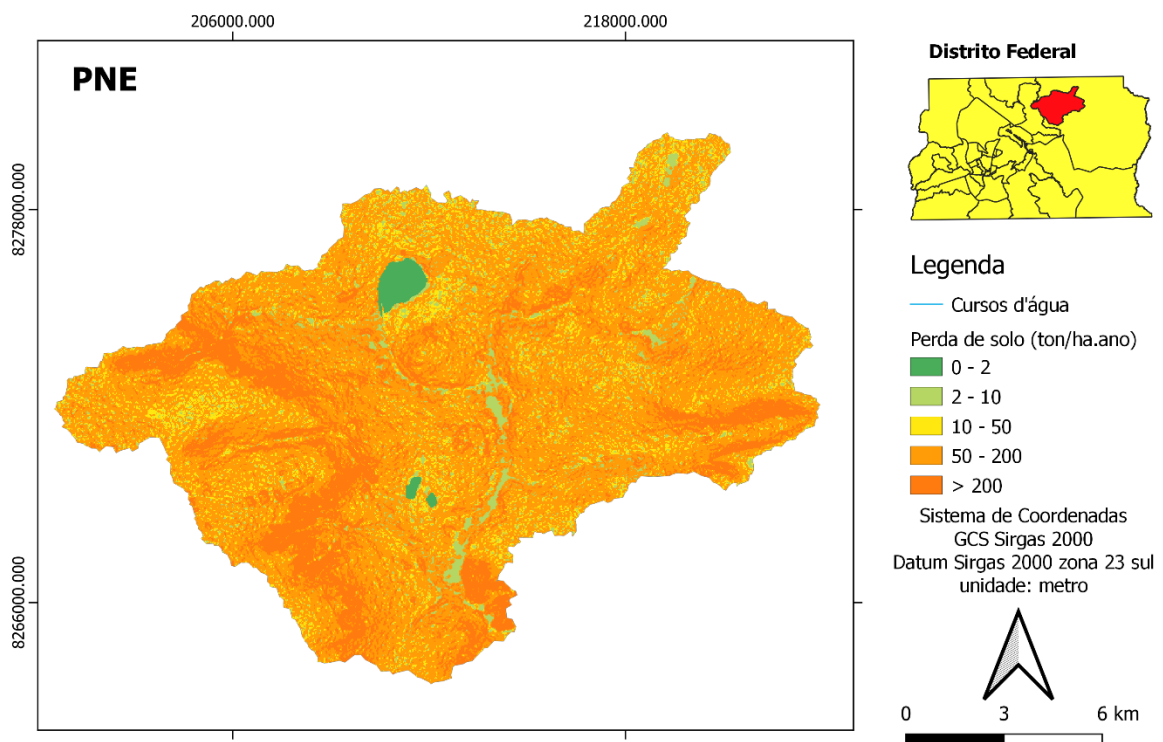 206000.000
218000.000
PNE
8278000.000
8266000.000
Distrito Federal
Legenda
Cursos d'água
Perda de solo (ton/ha.ano)
0 - 2
2 - 10
10 - 50
50 - 200
> 200
Sistema de Coordenadas
GCS Sirgas 2000
Datum Sirgas 2000 zona 23 sul
unidade: metro
0 3 6 km